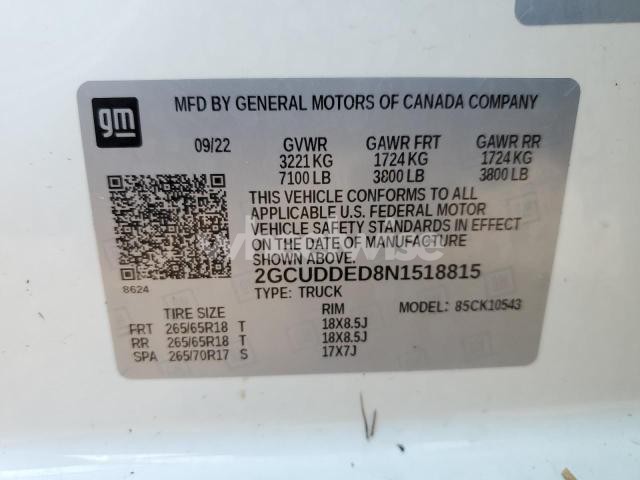 gm
MFD BY GENERAL MOTORS OF CANADA COMPANY
09/22 GVWR GAWR FRT GAWR RR
3221 KG 1724 KG 1724 KG
7100 LB 3800 LB 3800 LB
THIS VEHICLE CONFORMS TO ALL
APPLICABLE U.S. FEDERAL MOTOR
VEHICLE SAFETY STANDARDS IN EFFECT
ON THE DATE OF MANUFACTURE
SHOWN ABOVE.
2GCUDDED8N1518815
8624
TYPE: TRUCK MODEL: 85CK10543
TIRE SIZE RIM
FRT 265/65R18 T 18X8.5J
RR 265/65R18 T 18X8.5J
SPA 265/70R17 S 17X7J